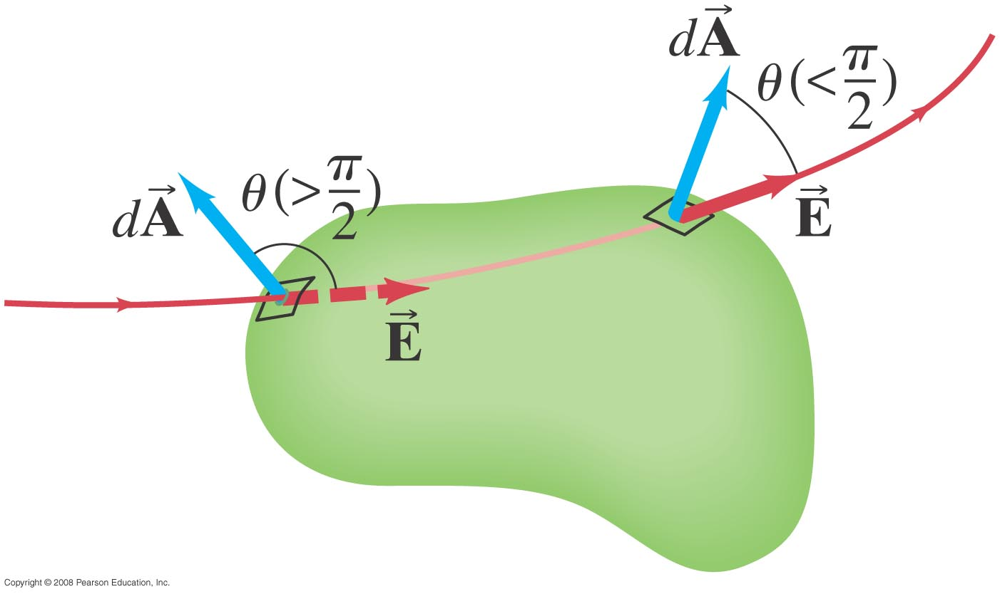 dA⃗
θ(<π/2)
dA⃗
θ(>π/2)
E⃗
E⃗
Copyright © 2008 Pearson Education, Inc.